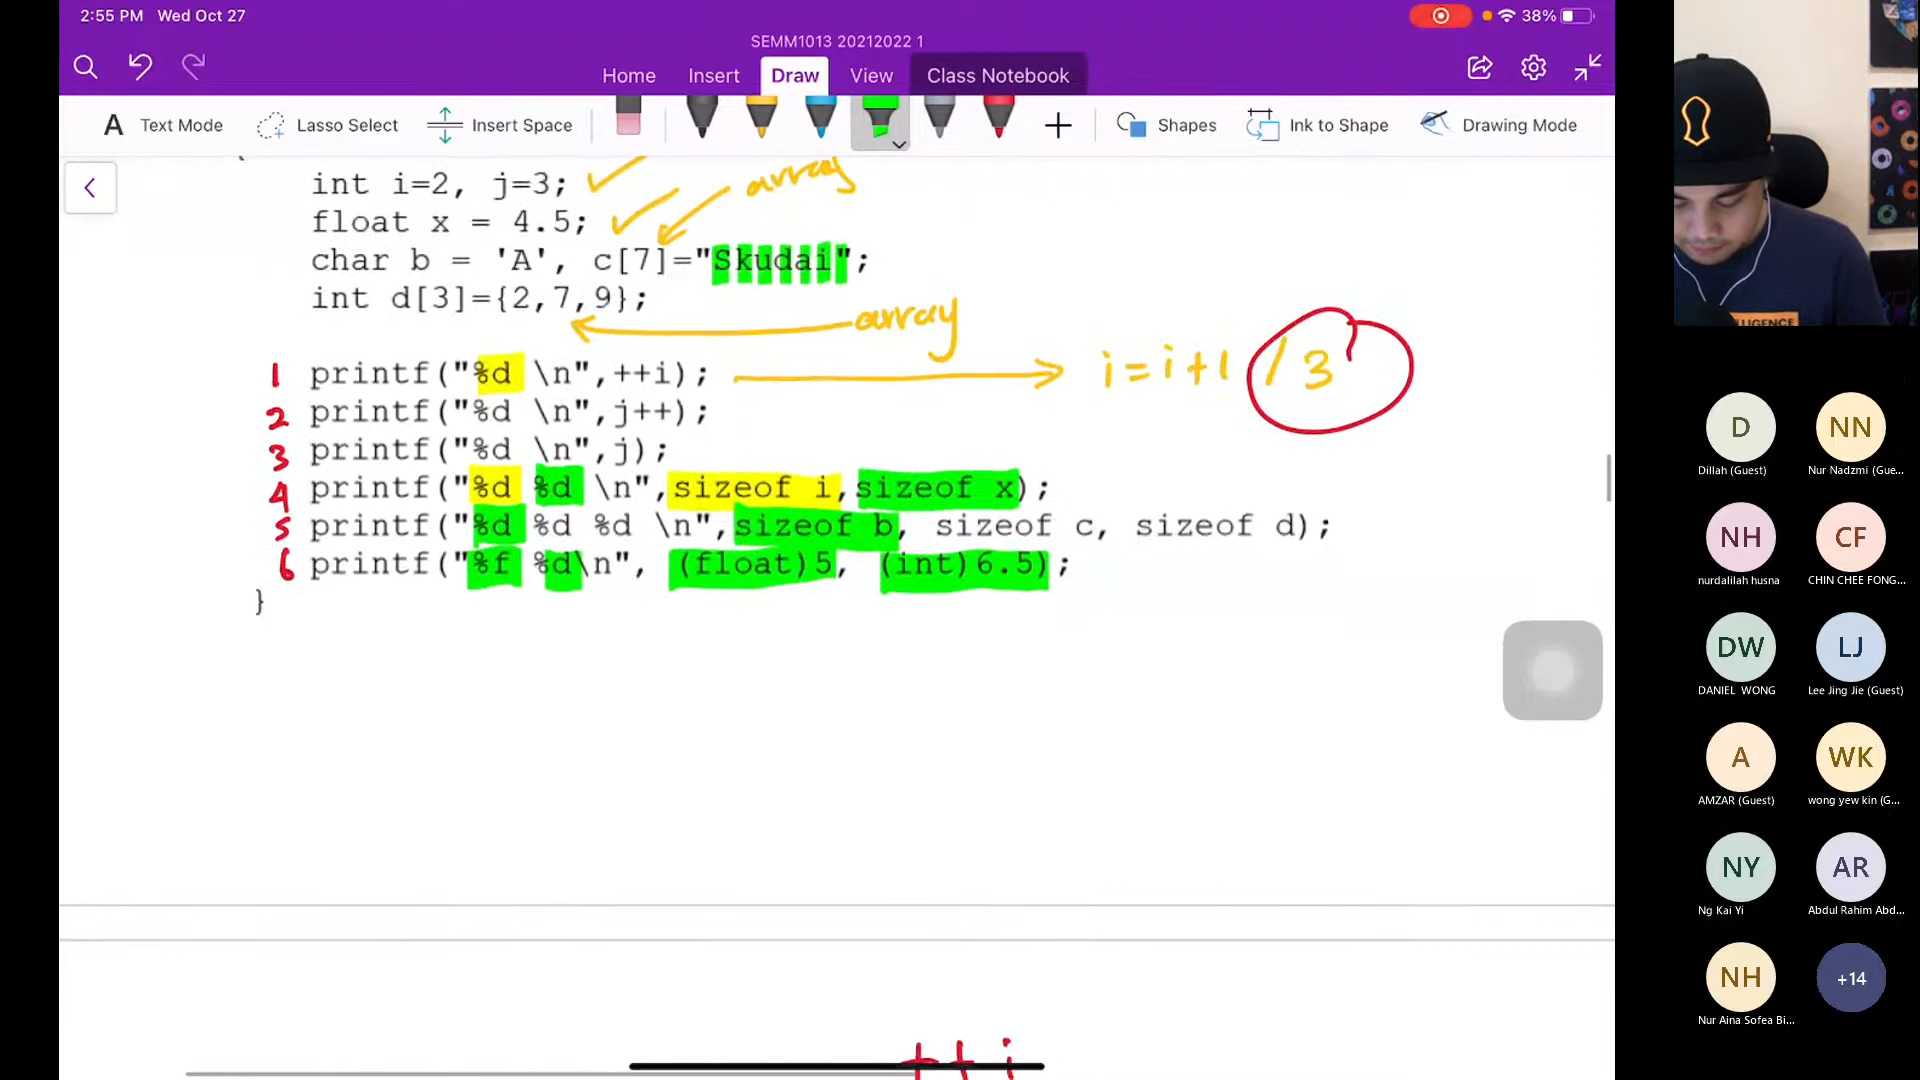 2:55 PM Wed Oct 27
38%
SEMM1013 20212022 1
Home Insert Draw View Class Notebook
A Text Mode Lasso Select Insert Space Shapes Ink to Shape Drawing Mode
array
int i=2, j=3;
float x = 4.5;
char b = 'A', c[7]="Skudai";
int d[3]={2,7,9};
array
1 printf("%d \n",++i); i=i+1 / 3
2 printf("%d \n",j++);
3 printf("%d \n",j);
4 printf("%d %d \n",sizeof i,sizeof x);
5 printf("%d %d %d \n",sizeof b, sizeof c, sizeof d);
6 printf("%f %d\n", (float)5, (int)6.5);
}
++i
LIGENCE
D NN
Dillah (Guest) Nur Nadzmi (Gue...
NH CF
nurdalilah husna CHIN CHEE FONG...
DW LJ
DANIEL WONG Lee Jing Jie (Guest)
A WK
AMZAR (Guest) wong yew kin (G...
NY AR
Ng Kai Yi Abdul Rahim Abd...
NH +14
Nur Aina Sofea Bi...